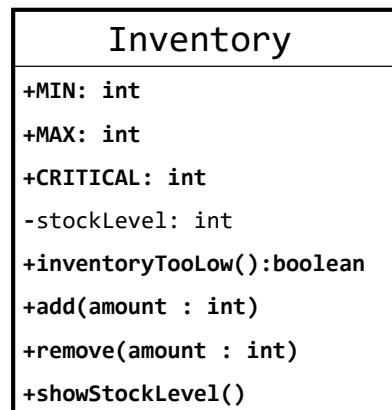 Inventory
+MIN: int
+MAX: int
+CRITICAL: int
-stockLevel: int
+inventoryTooLow():boolean
+add(amount : int)
+remove(amount : int)
+showStockLevel()